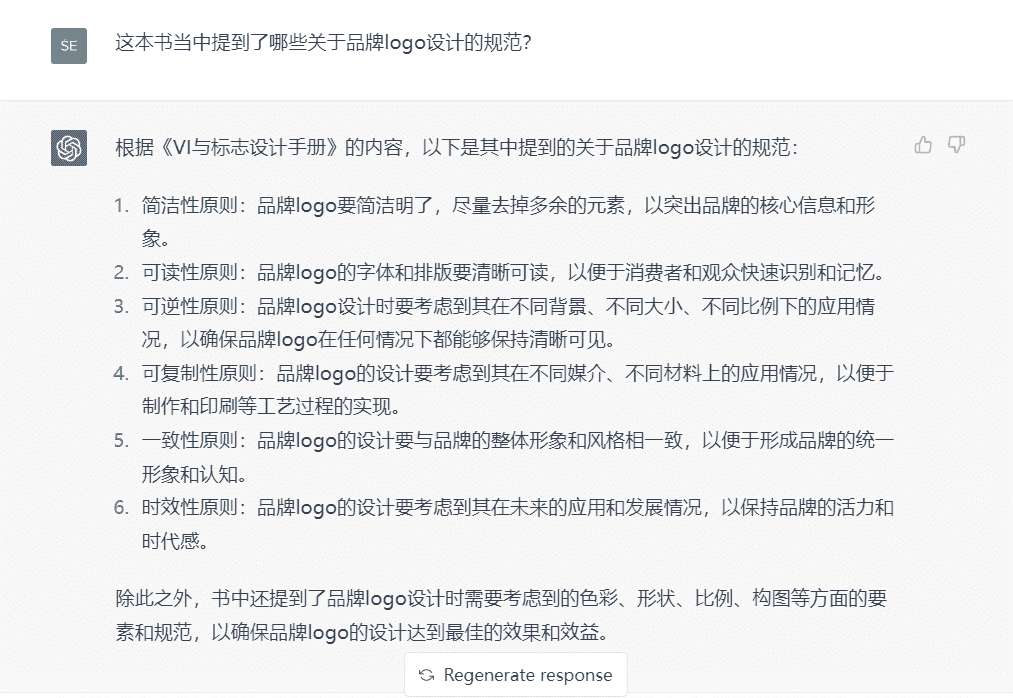 SE
这本书当中提到了哪些关于品牌logo设计的规范？
根据《VI与标志设计手册》的内容，以下是其中提到的关于品牌logo设计的规范：
1. 简洁性原则：品牌logo要简洁明了，尽量去掉多余的元素，以突出品牌的核心信息和形
象。
2. 可读性原则：品牌logo的字体和排版要清晰可读，以便于消费者和观众快速识别和记忆。
3. 可逆性原则：品牌logo设计时要考虑到其在不同背景、不同大小、不同比例下的应用情
况，以确保品牌logo在任何情况下都能够保持清晰可见。
4. 可复制性原则：品牌logo的设计要考虑到其在不同媒介、不同材料上的应用情况，以便于
制作和印刷等工艺过程的实现。
5. 一致性原则：品牌logo的设计要与品牌的整体形象和风格相一致，以便于形成品牌的统一
形象和认知。
6. 时效性原则：品牌logo的设计要考虑到其在未来的应用和发展情况，以保持品牌的活力和
时代感。
除此之外，书中还提到了品牌logo设计时需要考虑到的色彩、形状、比例、构图等方面的要
素和规范，以确保品牌logo的设计达到最佳的效果和效益。
Regenerate response